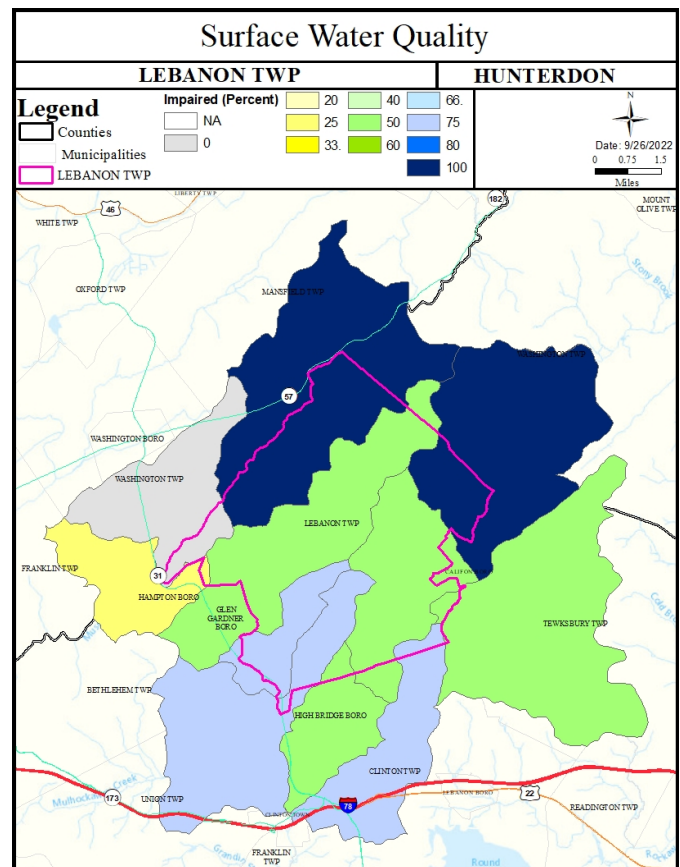 Surface Water Quality
LEBANON TWP
HUNTERDON
Legend
Counties
Municipalities
LEBANON TWP
Impaired (Percent)
NA
0
20
25
33.
40
50
60
66.
75
80
100
N
Date: 9/26/2022
0 0.75 1.5
Miles
LIBERTY TWP
182
MOUNT
OLIVE TWP
46
WHITE TWP
Stony Brook
OXFORD TWP
MANSFIELD TWP
WASHINGTON TWP
57
WASHINGTON BORO
WASHINGTON TWP
LEBANON TWP
FRANKLIN TWP
31
HAMPTON BORO
GLEN
GARDNER
BORO
TEWKSBURY TWP
BETHLEHEM TWP
HIGH BRIDGE BORO
CLINTON TWP
UNION TWP
173
78
LEBANON BORO
22
READINGTON TWP
FRANKLIN
TWP
Round